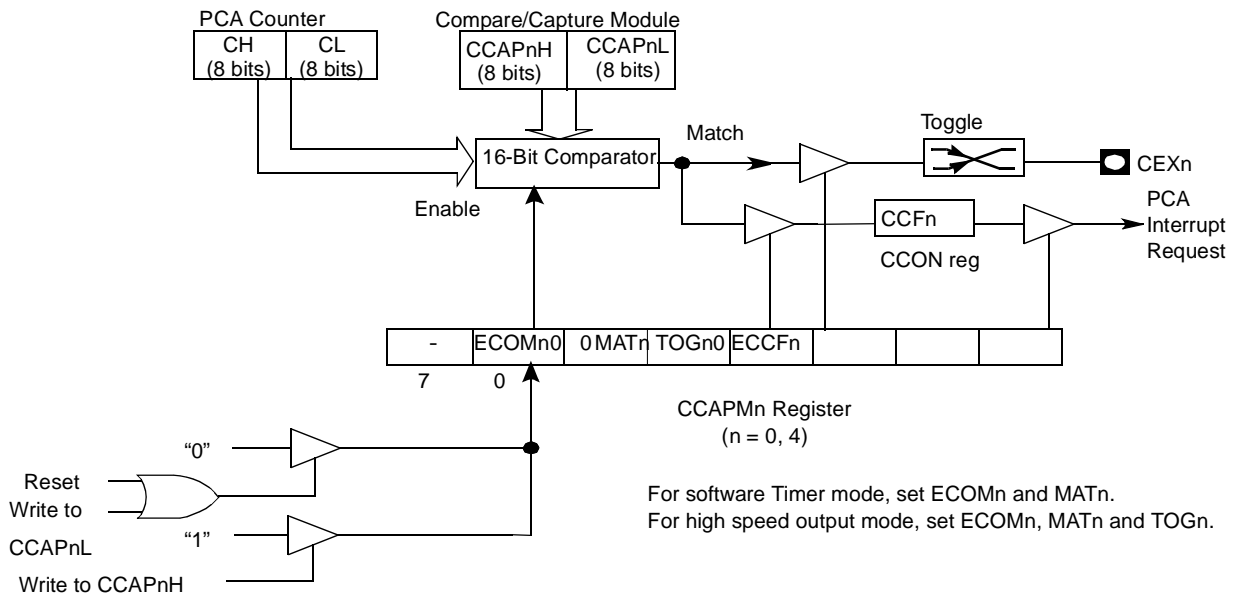 PCA Counter
CH
(8 bits)
CL
(8 bits)
Compare/Capture Module
CCAPnH
(8 bits)
CCAPnL
(8 bits)
16-Bit Comparator
Match
Toggle
CEXn
Enable
CCFn
CCON reg
PCA
Interrupt
Request
- ECOMn0 0 MATn TOGn0 ECCFn
7 0
CCAPMn Register
(n = 0, 4)
“0”
Reset
Write to
CCAPnL
“1”
Write to CCAPnH
For software Timer mode, set ECOMn and MATn.
For high speed output mode, set ECOMn, MATn and TOGn.